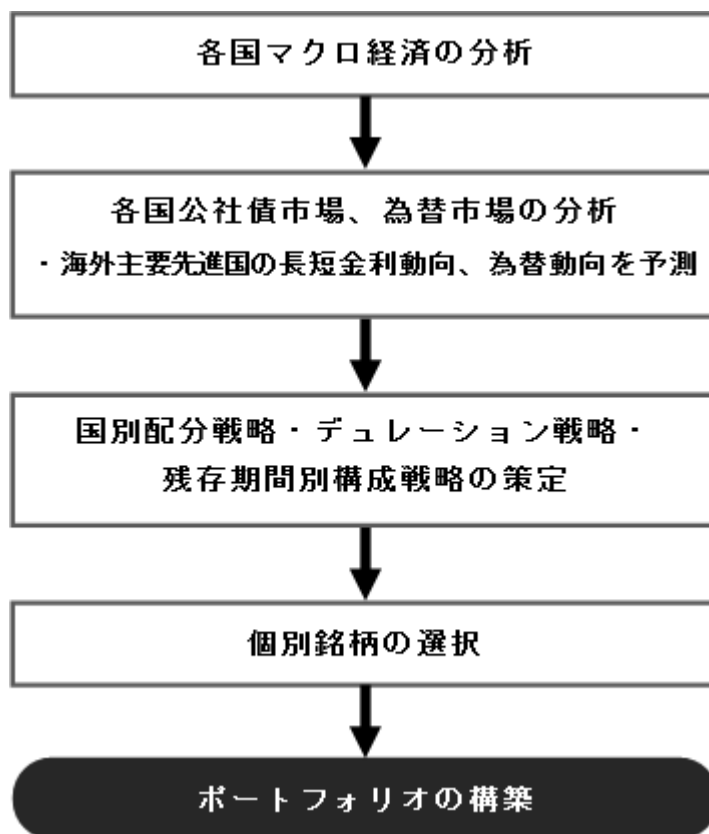 各国マクロ経済の分析
各国公社債市場、為替市場の分析
・海外主要先進国の長短金利動向、為替動向を予測
国別配分戦略・デュレーション戦略・
残存期間別構成戦略の策定
個別銘柄の選択
ポートフォリオの構築